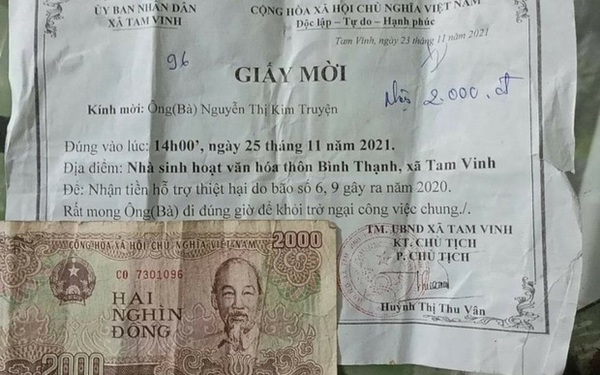 ỦY BAN NHÂN DÂN
XÃ TAM VINH
CỘNG HÒA XÃ HỘI CHỦ NGHĨA VIỆT NAM
Độc lập - Tự do - Hạnh phúc
Tam Vinh, ngày 23 tháng 11 năm 2021
96
GIẤY MỜI
Kính mời: Ông(Bà) Nguyễn Thị Kim Truyện
2.000.đ
Đúng vào lúc: 14h00', ngày 25 tháng 11 năm 2021.
Địa điểm: Nhà sinh hoạt văn hóa thôn Bình Thạnh, xã Tam Vinh
Để: Nhận tiền hỗ trợ thiệt hại do bão số 6, 9 gây ra năm 2020.
Rất mong Ông(Bà) đi đúng giờ để khỏi trở ngại công việc chung./.
TM. UBND XÃ TAM VINH
KT. CHỦ TỊCH
P. CHỦ TỊCH
Huỳnh Thị Thu Vân
CỘNG HÒA XÃ HỘI CHỦ NGHĨA VIỆT NAM
2000
CO 7301096
HAI
NGHÌN
ĐỒNG
2000